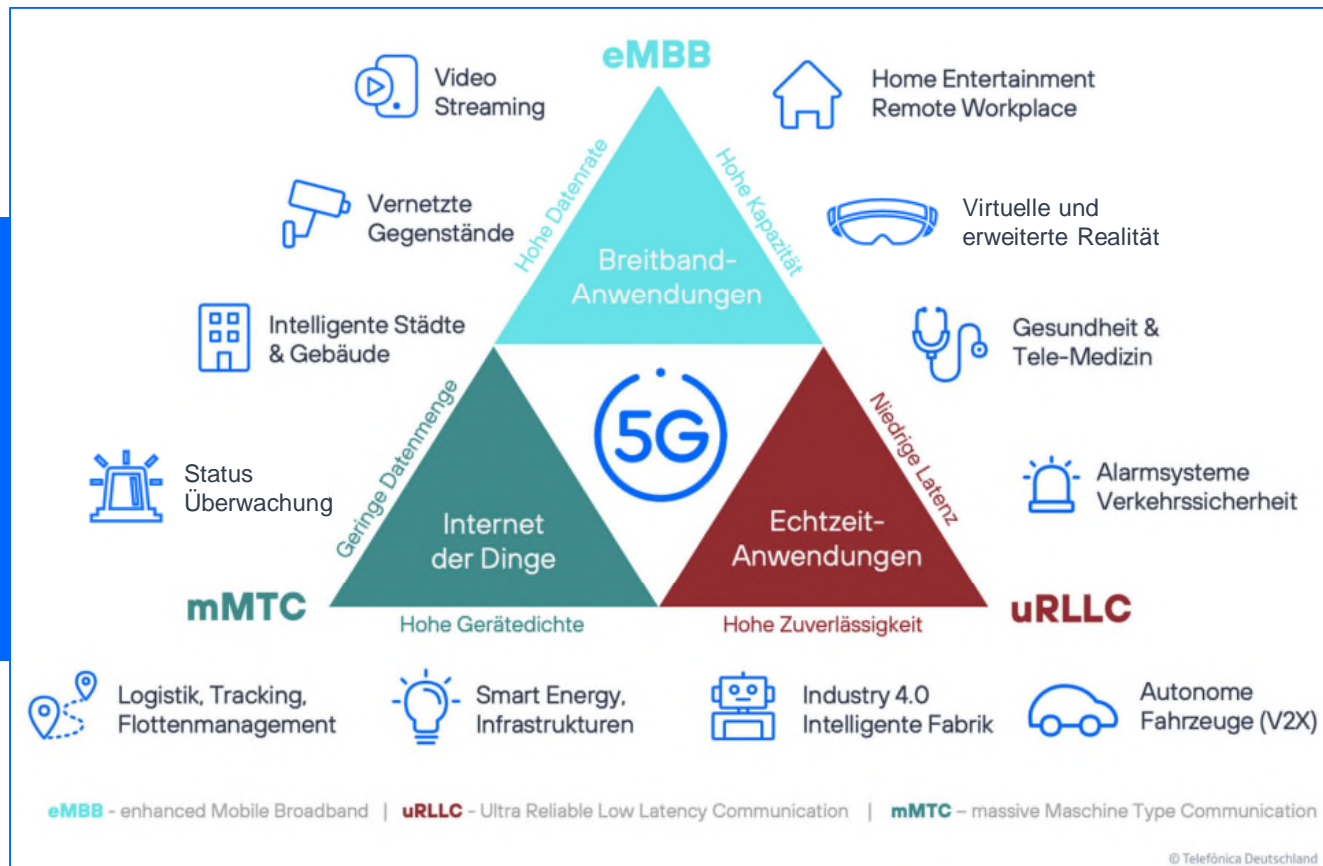 eMBB
Video
Streaming
Home Entertainment
Remote Workplace
Hohe Datenrate
Hohe Kapazität
Vernetzte
Gegenstände
Virtuelle und
erweiterte Realität
Breitband-
Anwendungen
Intelligente Städte
& Gebäude
Gesundheit &
Tele-Medizin
5G
Geringe Datenmenge
Niedrige Latenz
Status
Überwachung
Alarmsysteme
Verkehrssicherheit
Internet
der Dinge
Echtzeit-
Anwendungen
mMTC
uRLLC
Hohe Gerätedichte
Hohe Zuverlässigkeit
Logistik, Tracking,
Flottenmanagement
Smart Energy,
Infrastrukturen
Industry 4.0
Intelligente Fabrik
Autonome
Fahrzeuge (V2X)
eMBB - enhanced Mobile Broadband | uRLLC - Ultra Reliable Low Latency Communication | mMTC – massive Maschine Type Communication
© Telefónica Deutschland